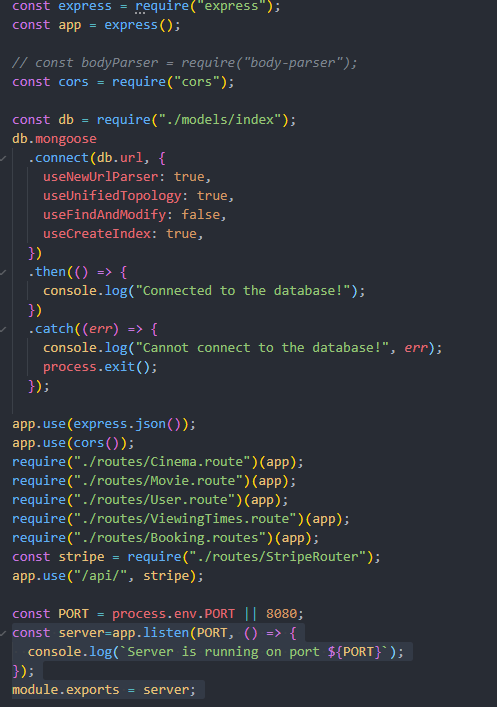 const express = require("express");
const app = express();
// const bodyParser = require("body-parser");
const cors = require("cors");
const db = require("./models/index");
db.mongoose
.connect(db.url, {
useNewUrlParser: true,
useUnifiedTopology: true,
useFindAndModify: false,
useCreateIndex: true,
})
.then(() => {
console.log("Connected to the database!");
})
.catch((err) => {
console.log("Cannot connect to the database!", err);
process.exit();
});
app.use(express.json());
app.use(cors());
require("./routes/Cinema.route")(app);
require("./routes/Movie.route")(app);
require("./routes/User.route")(app);
require("./routes/ViewingTimes.route")(app);
require("./routes/Booking.routes")(app);
const stripe = require("./routes/StripeRouter");
app.use("/api/", stripe);
const PORT = process.env.PORT || 8080;
const server=app.listen(PORT, () => {
console.log(`Server is running on port ${PORT}`);
});
module.exports = server;